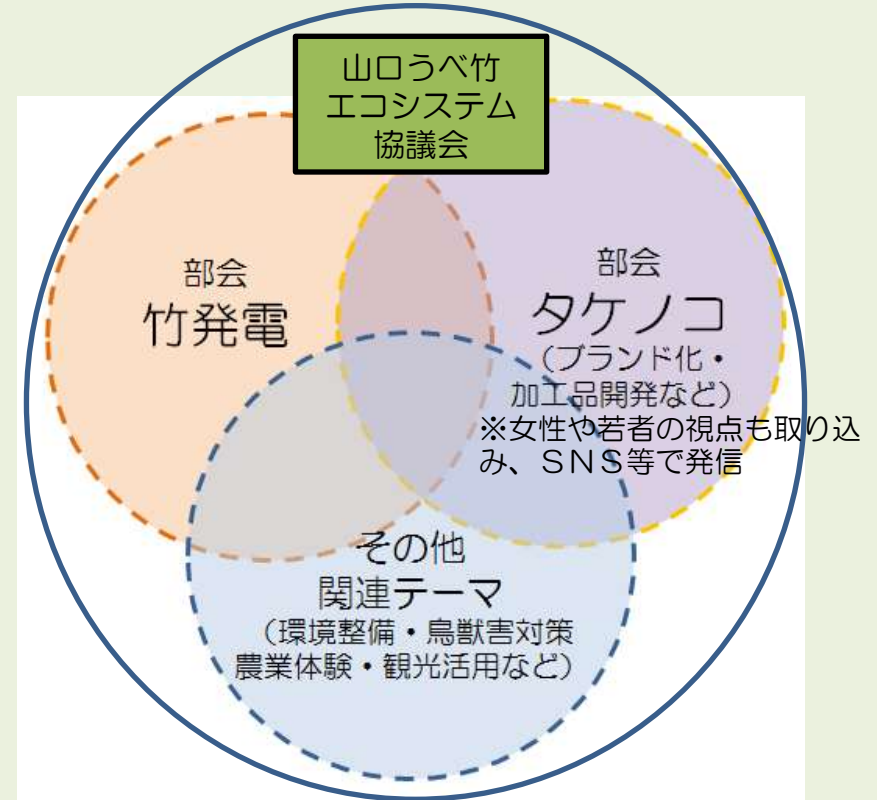 山口うべ竹
エコシステム
協議会
部会
竹発電
部会
タケノコ
（ブランド化・
加工品開発など）
※女性や若者の視点も取り込
み、ＳＮＳ等で発信
その他
関連テーマ
（環境整備・鳥獣害対策
農業体験・観光活用など）